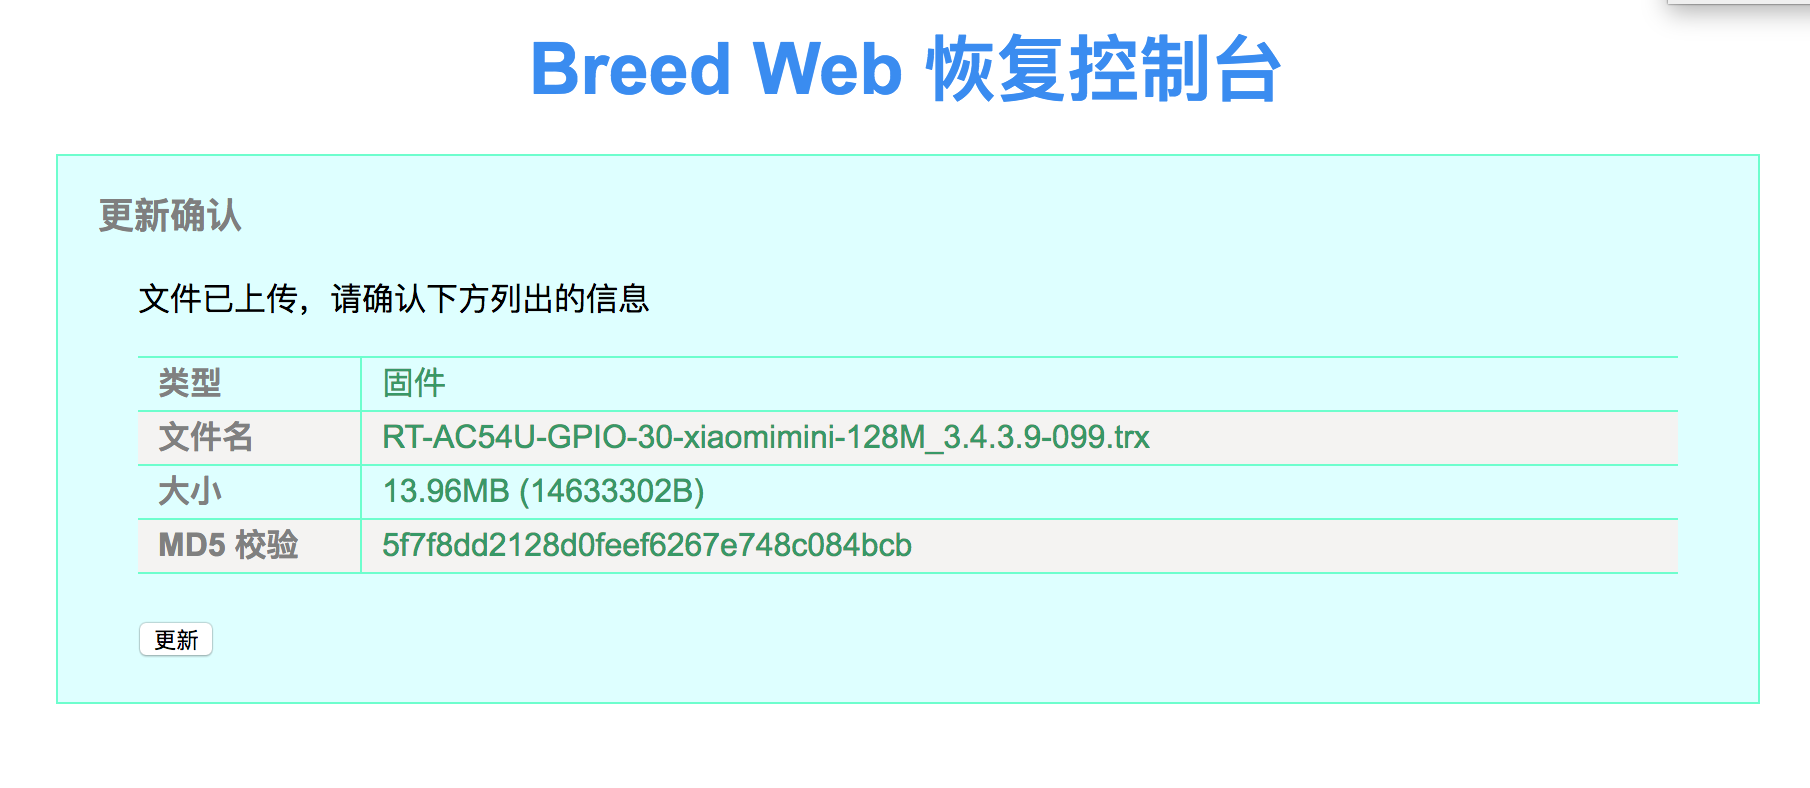 Breed Web 恢复控制台
更新确认
文件已上传，请确认下方列出的信息
类型 固件
文件名 RT-AC54U-GPIO-30-xiaomimini-128M_3.4.3.9-099.trx
大小 13.96MB (14633302B)
MD5 校验 5f7f8dd2128d0feef6267e748c084bcb
更新